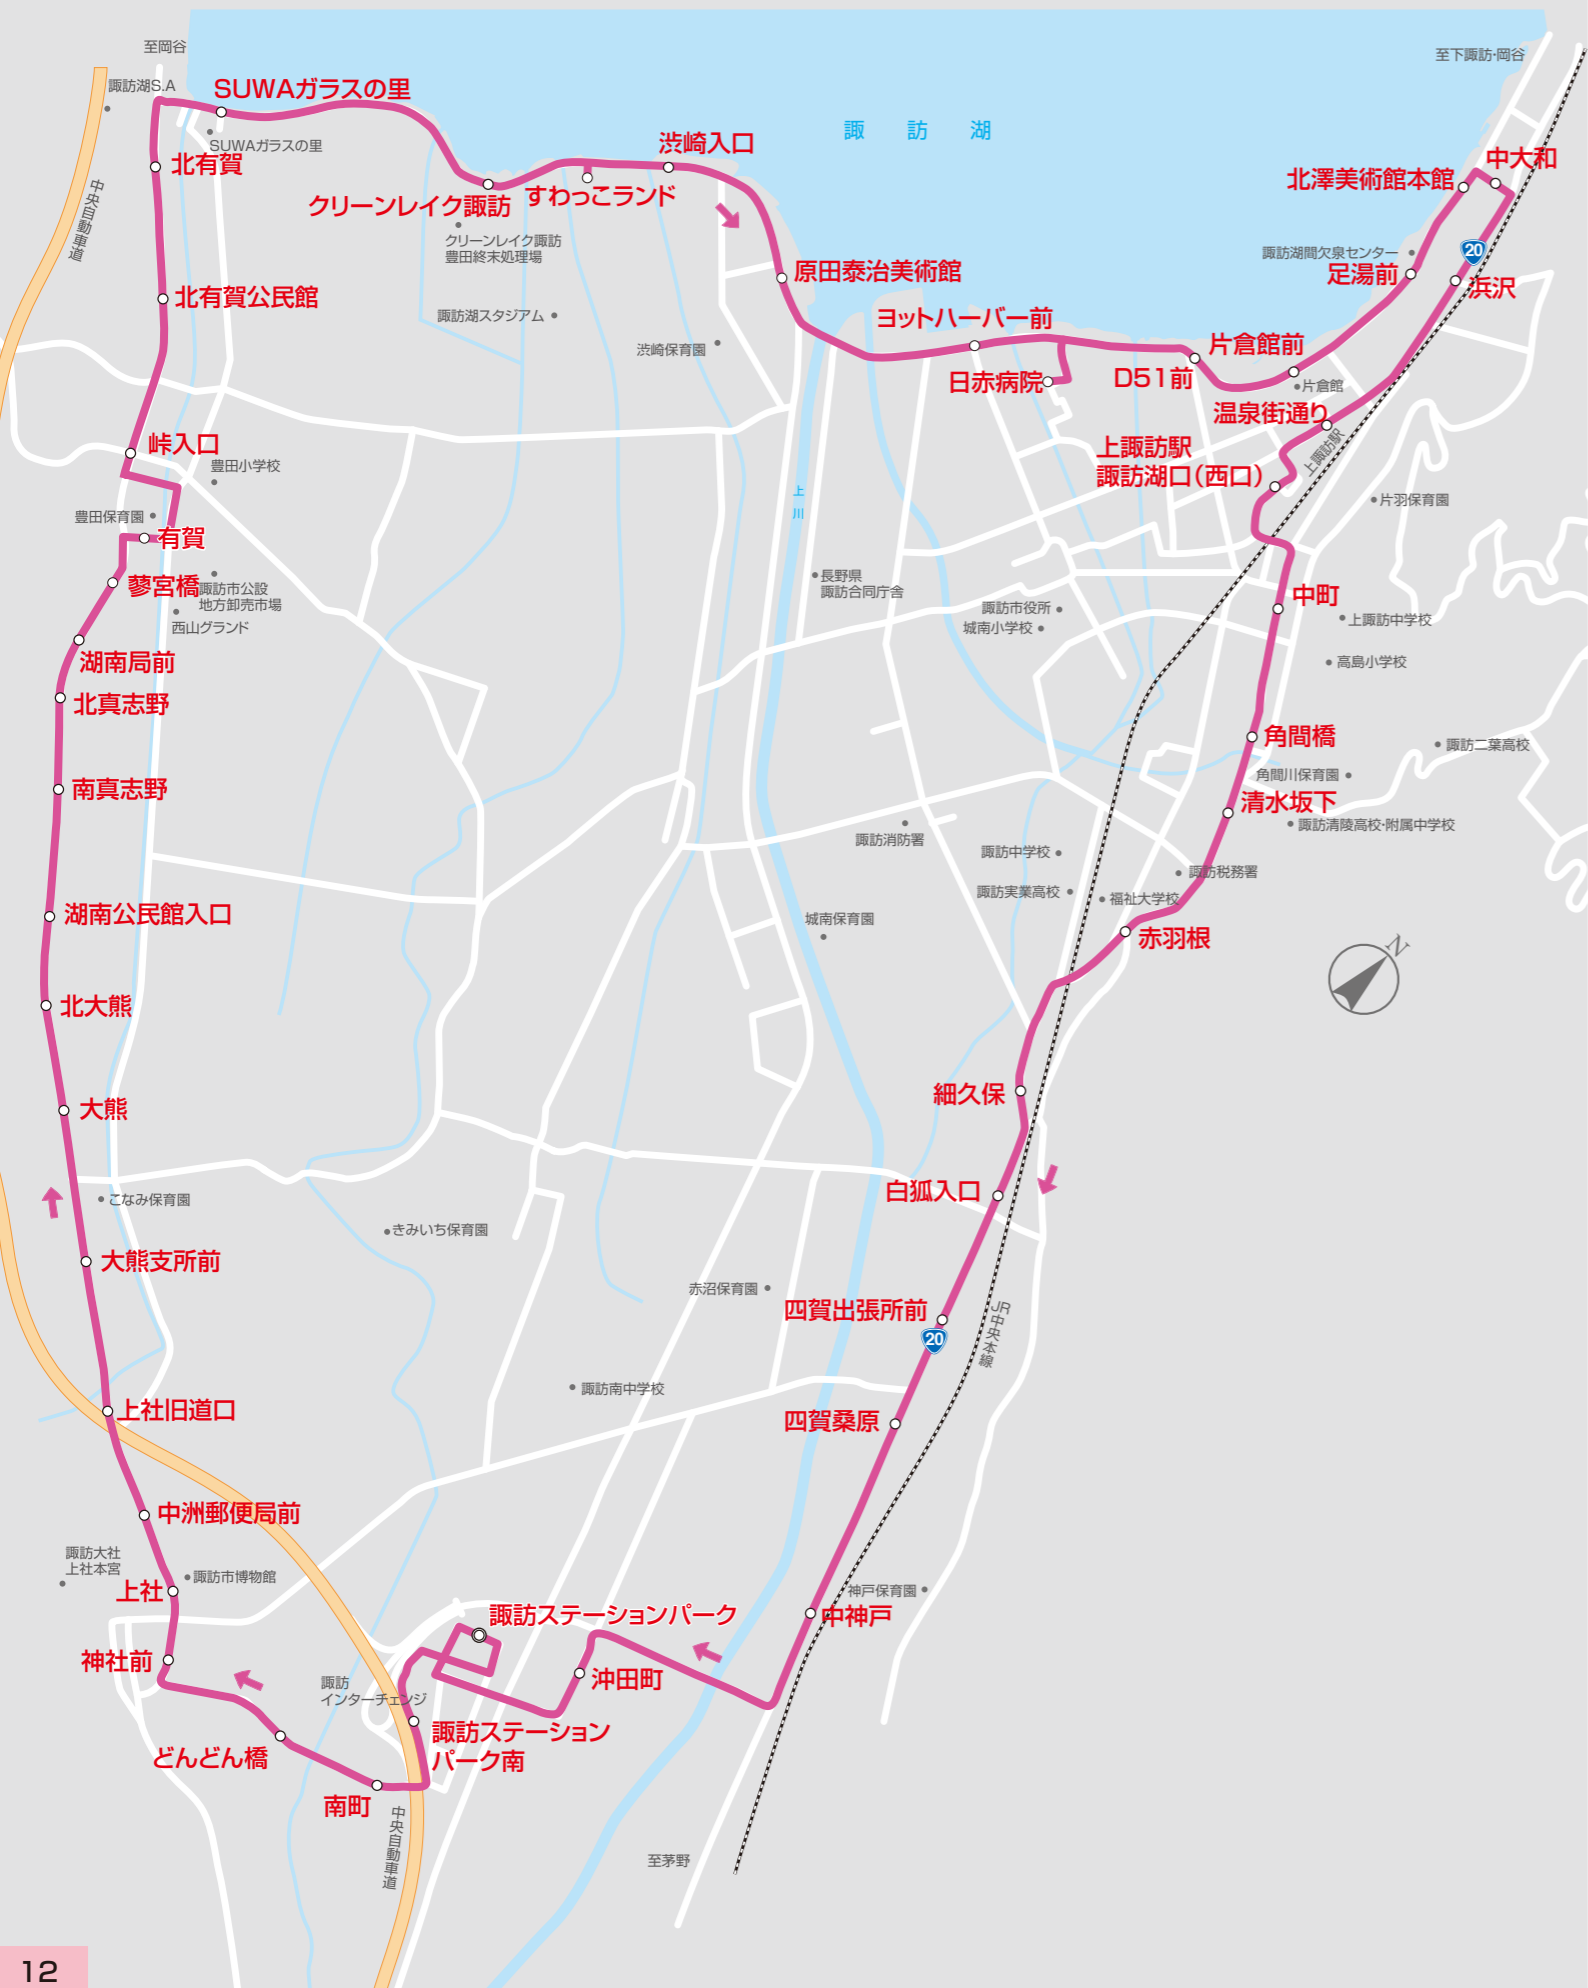 至岡谷
諏訪湖S.A
SUWAガラスの里
SUWAガラスの里
北有賀
中央自動車道
諏訪湖
至下諏訪・岡谷
渋崎入口
クリーンレイク諏訪
すわっこランド
クリーンレイク諏訪
豊田終末処理場
中大和
北澤美術館本館
20
諏訪湖間欠泉センター
足湯前
浜沢
原田泰治美術館
北有賀公民館
諏訪湖スタジアム
渋崎保育園
ヨットハーバー前
日赤病院
D51前
片倉館前
片倉館
温泉街通り
上諏訪駅
諏訪湖口(西口)
上諏訪駅
片羽保育園
峠入口
豊田小学校
豊田保育園
有賀
上川
蓼宮橋
諏訪市公設
地方卸売市場
西山グランド
長野県
諏訪合同庁舎
諏訪市役所
城南小学校
中町
上諏訪中学校
高島小学校
湖南局前
北真志野
角間橋
諏訪二葉高校
角間川保育園
南真志野
清水坂下
諏訪清陵高校・附属中学校
諏訪消防署
諏訪中学校
諏訪税務署
諏訪実業高校
福祉大学校
湖南公民館入口
城南保育園
赤羽根
N
北大熊
細久保
大熊
白狐入口
こなみ保育園
きみいち保育園
大熊支所前
赤沼保育園
四賀出張所前
20
JR中央本線
諏訪南中学校
上社旧道口
四賀桑原
中洲郵便局前
諏訪大社
上社本宮
諏訪市博物館
上社
神戸保育園
中神戸
諏訪ステーションパーク
神社前
沖田町
諏訪
インターチェンジ
諏訪ステーション
パーク南
どんどん橋
南町
中央自動車道
至茅野
12